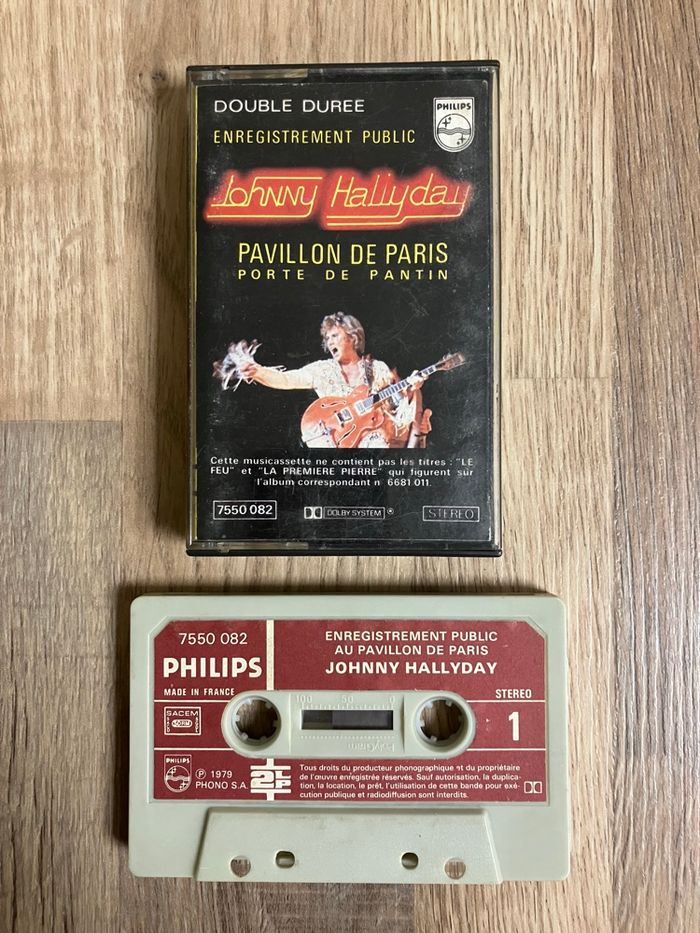 DOUBLE DUREE
PHILIPS
ENREGISTREMENT PUBLIC
Johnny Hallyday
PAVILLON DE PARIS
PORTE DE PANTIN
Cette musicassette ne contient pas les titres : "LE
FEU" et "LA PREMIERE PIERRE" qui figurent sur
l'album correspondant n° 6681 011.
7550 082
DOLBY SYSTEM ®
STEREO
7550 082
PHILIPS
MADE IN FRANCE
ENREGISTREMENT PUBLIC
AU PAVILLON DE PARIS
JOHNNY HALLYDAY
STEREO
1
100 50 0
PolyGram
SACEM
PHILIPS
℗ 1979
PHONO S.A.
2 LP
Tous droits du producteur phonographique et du propriétaire
de l'œuvre enregistrée réservés. Sauf autorisation, la duplica-
tion, la location, le prêt, l'utilisation de cette bande pour exé-
cution publique et radiodiffusion sont interdits.